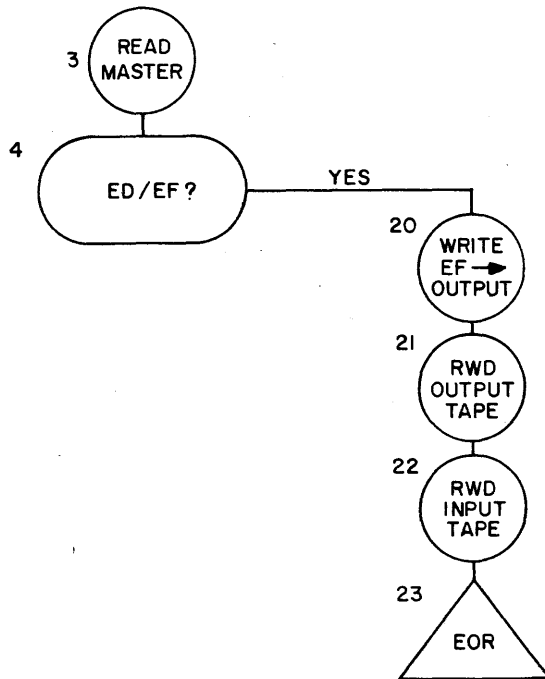 3
READ
MASTER
4
ED/EF?
YES
20
WRITE
EF →
OUTPUT
21
RWD
OUTPUT
TAPE
22
RWD
INPUT
TAPE
23
EOR